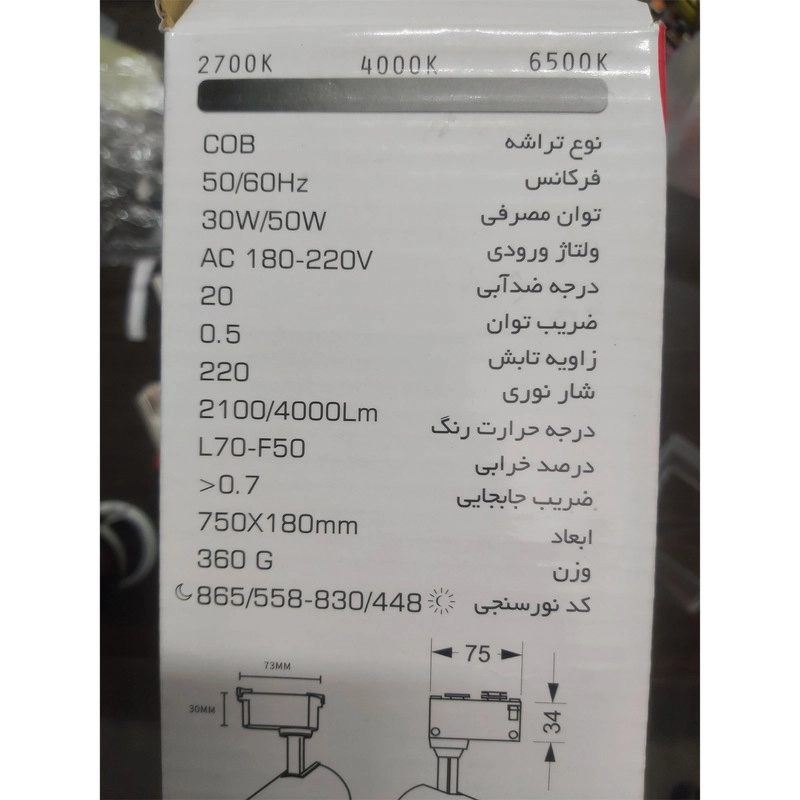 2700K 4000K 6500K
نوع تراشه COB
فرکانس 50/60Hz
توان مصرفی 30W/50W
ولتاژ ورودی AC 180-220V
درجه ضدآبی 20
ضریب توان 0.5
زاویه تابش 220
شار نوری 2100/4000Lm
درجه حرارت رنگ L70-F50
درصد خرابی >0.7
ضریب جابجایی 750X180mm
ابعاد 360 G
وزن
کد نورسنجی 865/558-830/448
75
73MM
30MM
34